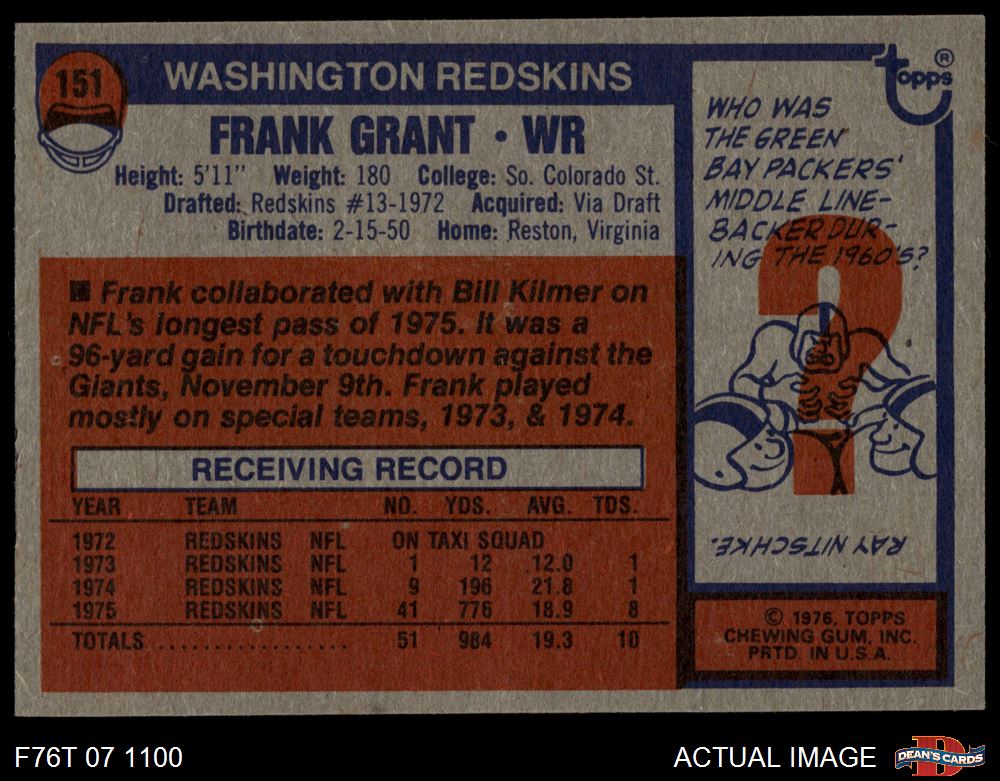 151
WASHINGTON REDSKINS
FRANK GRANT • WR
Height: 5'11" Weight: 180 College: So. Colorado St.
Drafted: Redskins #13-1972 Acquired: Via Draft
Birthdate: 2-15-50 Home: Reston, Virginia
■ Frank collaborated with Bill Kilmer on
NFL's longest pass of 1975. It was a
96-yard gain for a touchdown against the
Giants, November 9th. Frank played
mostly on special teams, 1973, & 1974.
RECEIVING RECORD
YEAR TEAM NO. YDS. AVG. TDS.
1972 REDSKINS NFL ON TAXI SQUAD
1973 REDSKINS NFL 1 12 12.0 1
1974 REDSKINS NFL 9 196 21.8 1
1975 REDSKINS NFL 41 776 18.9 8
TOTALS.................. 51 984 19.3 10
topps®
WHO WAS
THE GREEN
BAY PACKERS'
MIDDLE LINE-
BACKER DUR-
ING THE 1960'S?
?
RAY NITSCHKE.
© 1976, TOPPS
CHEWING GUM, INC.
PRTD. IN U.S.A.
F76T 07 1100
ACTUAL IMAGE
D
DEAN'S CARDS